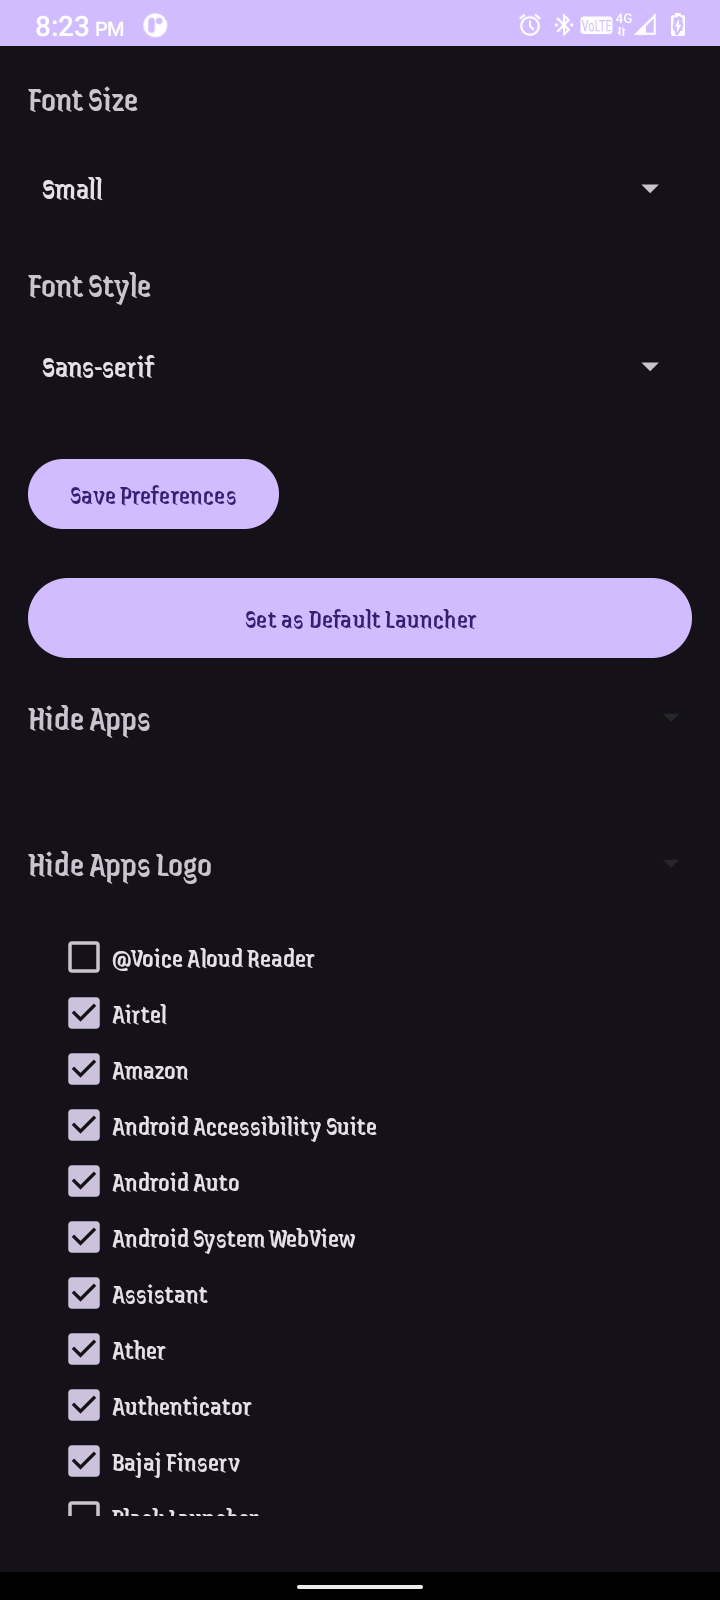 8:23 PM
VoLTE 4G
Font Size
Small
Font Style
Sans-serif
Save Preferences
Set as Default Launcher
Hide Apps
Hide Apps Logo
@Voice Aloud Reader
Airtel
Amazon
Android Accessibility Suite
Android Auto
Android System WebView
Assistant
Ather
Authenticator
Bajaj Finserv